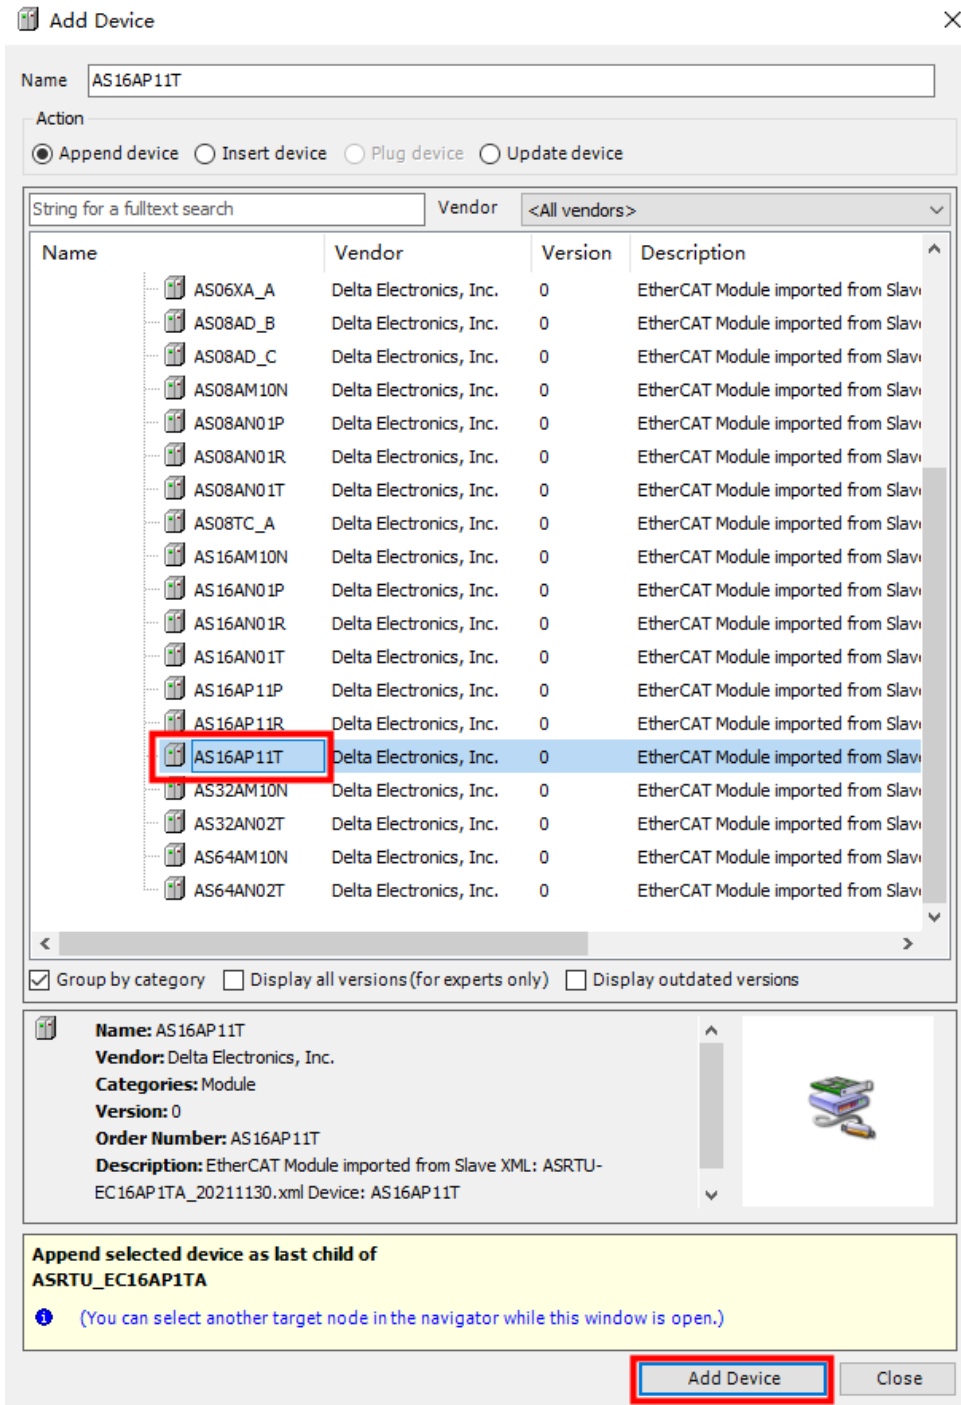 Add Device
Name AS16AP11T
Action
Append device Insert device Plug device Update device
String for a fulltext search Vendor <All vendors>
Name Vendor Version Description
AS06XA_A Delta Electronics, Inc. 0 EtherCAT Module imported from Slav
AS08AD_B Delta Electronics, Inc. 0 EtherCAT Module imported from Slav
AS08AD_C Delta Electronics, Inc. 0 EtherCAT Module imported from Slav
AS08AM10N Delta Electronics, Inc. 0 EtherCAT Module imported from Slav
AS08AN01P Delta Electronics, Inc. 0 EtherCAT Module imported from Slav
AS08AN01R Delta Electronics, Inc. 0 EtherCAT Module imported from Slav
AS08AN01T Delta Electronics, Inc. 0 EtherCAT Module imported from Slav
AS08TC_A Delta Electronics, Inc. 0 EtherCAT Module imported from Slav
AS16AM10N Delta Electronics, Inc. 0 EtherCAT Module imported from Slav
AS16AN01P Delta Electronics, Inc. 0 EtherCAT Module imported from Slav
AS16AN01R Delta Electronics, Inc. 0 EtherCAT Module imported from Slav
AS16AN01T Delta Electronics, Inc. 0 EtherCAT Module imported from Slav
AS16AP11P Delta Electronics, Inc. 0 EtherCAT Module imported from Slav
AS16AP11R Delta Electronics, Inc. 0 EtherCAT Module imported from Slav
AS16AP11T Delta Electronics, Inc. 0 EtherCAT Module imported from Slav
AS32AM10N Delta Electronics, Inc. 0 EtherCAT Module imported from Slav
AS32AN02T Delta Electronics, Inc. 0 EtherCAT Module imported from Slav
AS64AM10N Delta Electronics, Inc. 0 EtherCAT Module imported from Slav
AS64AN02T Delta Electronics, Inc. 0 EtherCAT Module imported from Slav
Group by category Display all versions (for experts only) Display outdated versions
Name: AS16AP11T
Vendor: Delta Electronics, Inc.
Categories: Module
Version: 0
Order Number: AS16AP11T
Description: EtherCAT Module imported from Slave XML: ASRTU-
EC16AP1TA_20211130.xml Device: AS16AP11T
Append selected device as last child of
ASRTU_EC16AP1TA
(You can select another target node in the navigator while this window is open.)
Add Device Close